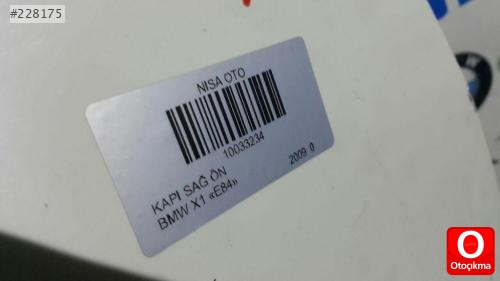 #228175
NISA OTO
10033234
KAPI SAĞ ÖN
2009 0
BMW X1 «E84»
O
Otoçıkma